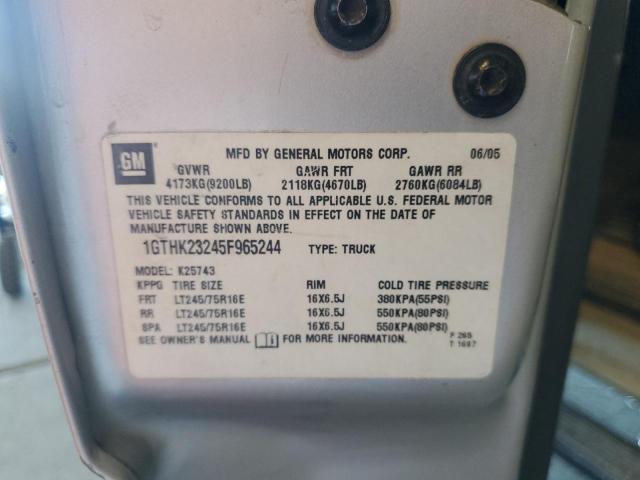 GM
MFD BY GENERAL MOTORS CORP. 06/05
GVWR GAWR FRT GAWR RR
4173KG(9200LB) 2118KG(4670LB) 2760KG(6084LB)
THIS VEHICLE CONFORMS TO ALL APPLICABLE U.S. FEDERAL MOTOR
VEHICLE SAFETY STANDARDS IN EFFECT ON THE DATE OF
MANUFACTURE SHOWN ABOVE.
1GTHK23245F965244 TYPE: TRUCK
MODEL: K25743
KPPG TIRE SIZE RIM COLD TIRE PRESSURE
FRT LT245/75R16E 16X6.5J 380KPA(55PSI)
RR LT245/75R16E 16X6.5J 550KPA(80PSI)
SPA LT245/75R16E 16X6.5J 550KPA(80PSI)
SEE OWNER'S MANUAL FOR MORE INFORMATION.
F 265
T 1687